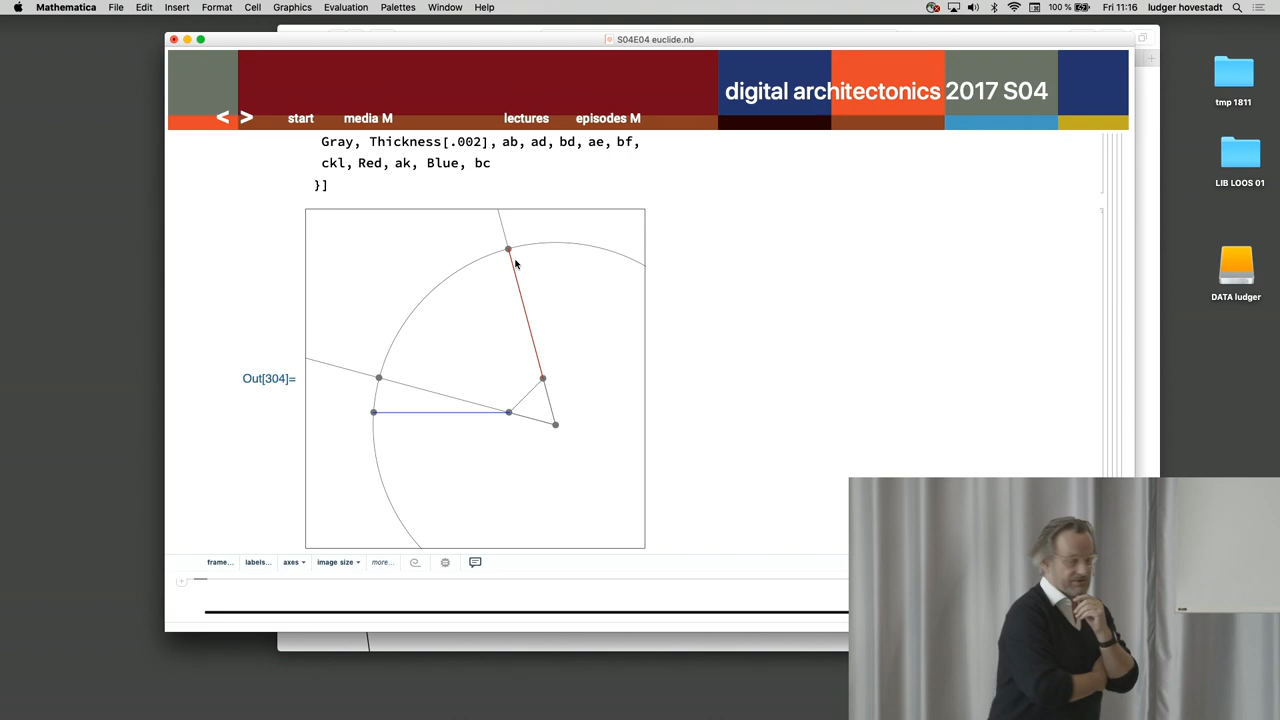 Mathematica File Edit Insert Format Cell Graphics Evaluation Palettes Window Help
100 % Fri 11:16 ludger hovestadt
S04E04 euclide.nb
digital architectonics 2017 S04
< > start media M lectures episodes M
Gray, Thickness[.002], ab, ad, bd, ae, bf,
ckl, Red, ak, Blue, bc
}]
Out[304]=
frame... labels... axes image size more...
tmp 1811
LIB LOOS 01
DATA ludger